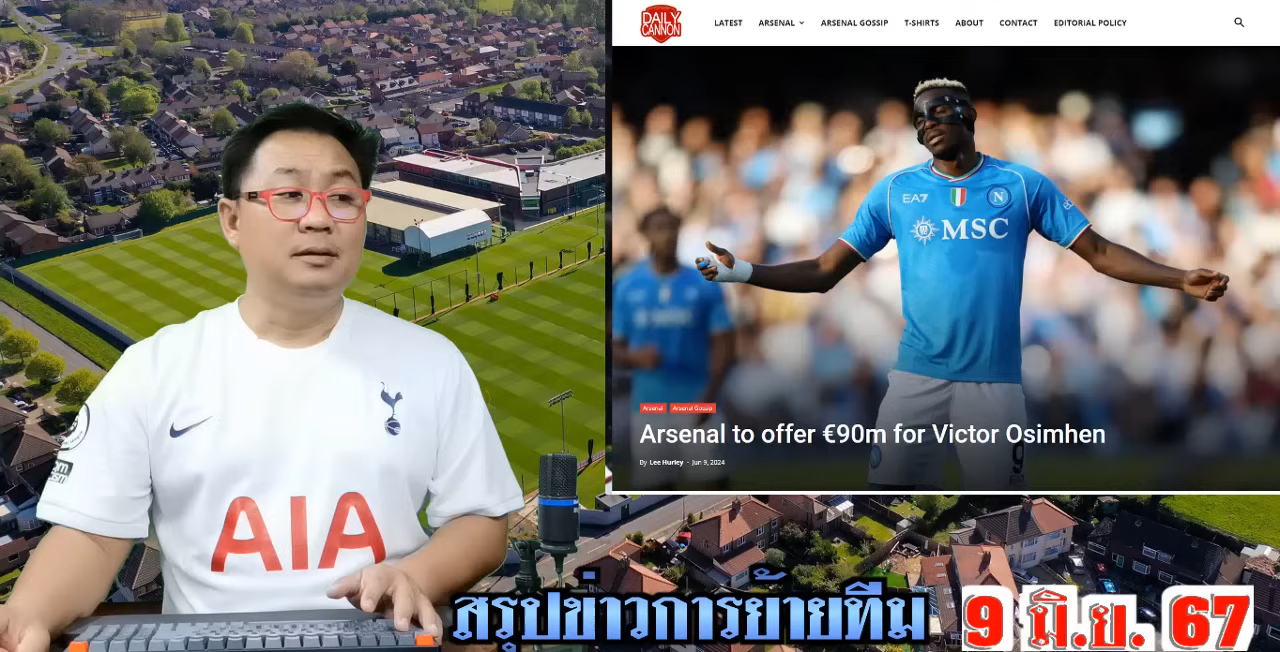 DAILY
CANNON
LATEST
ARSENAL
ARSENAL GOSSIP
T-SHIRTS
ABOUT
CONTACT
EDITORIAL POLICY
EA7
N
MSC
Arsenal
Arsenal Gossip
Arsenal to offer €90m for Victor Osimhen
By Lee Hurley - Jun 9, 2024
9
AIA
สรุปข่าวการย้ายทีม
9 มิ.ย. 67